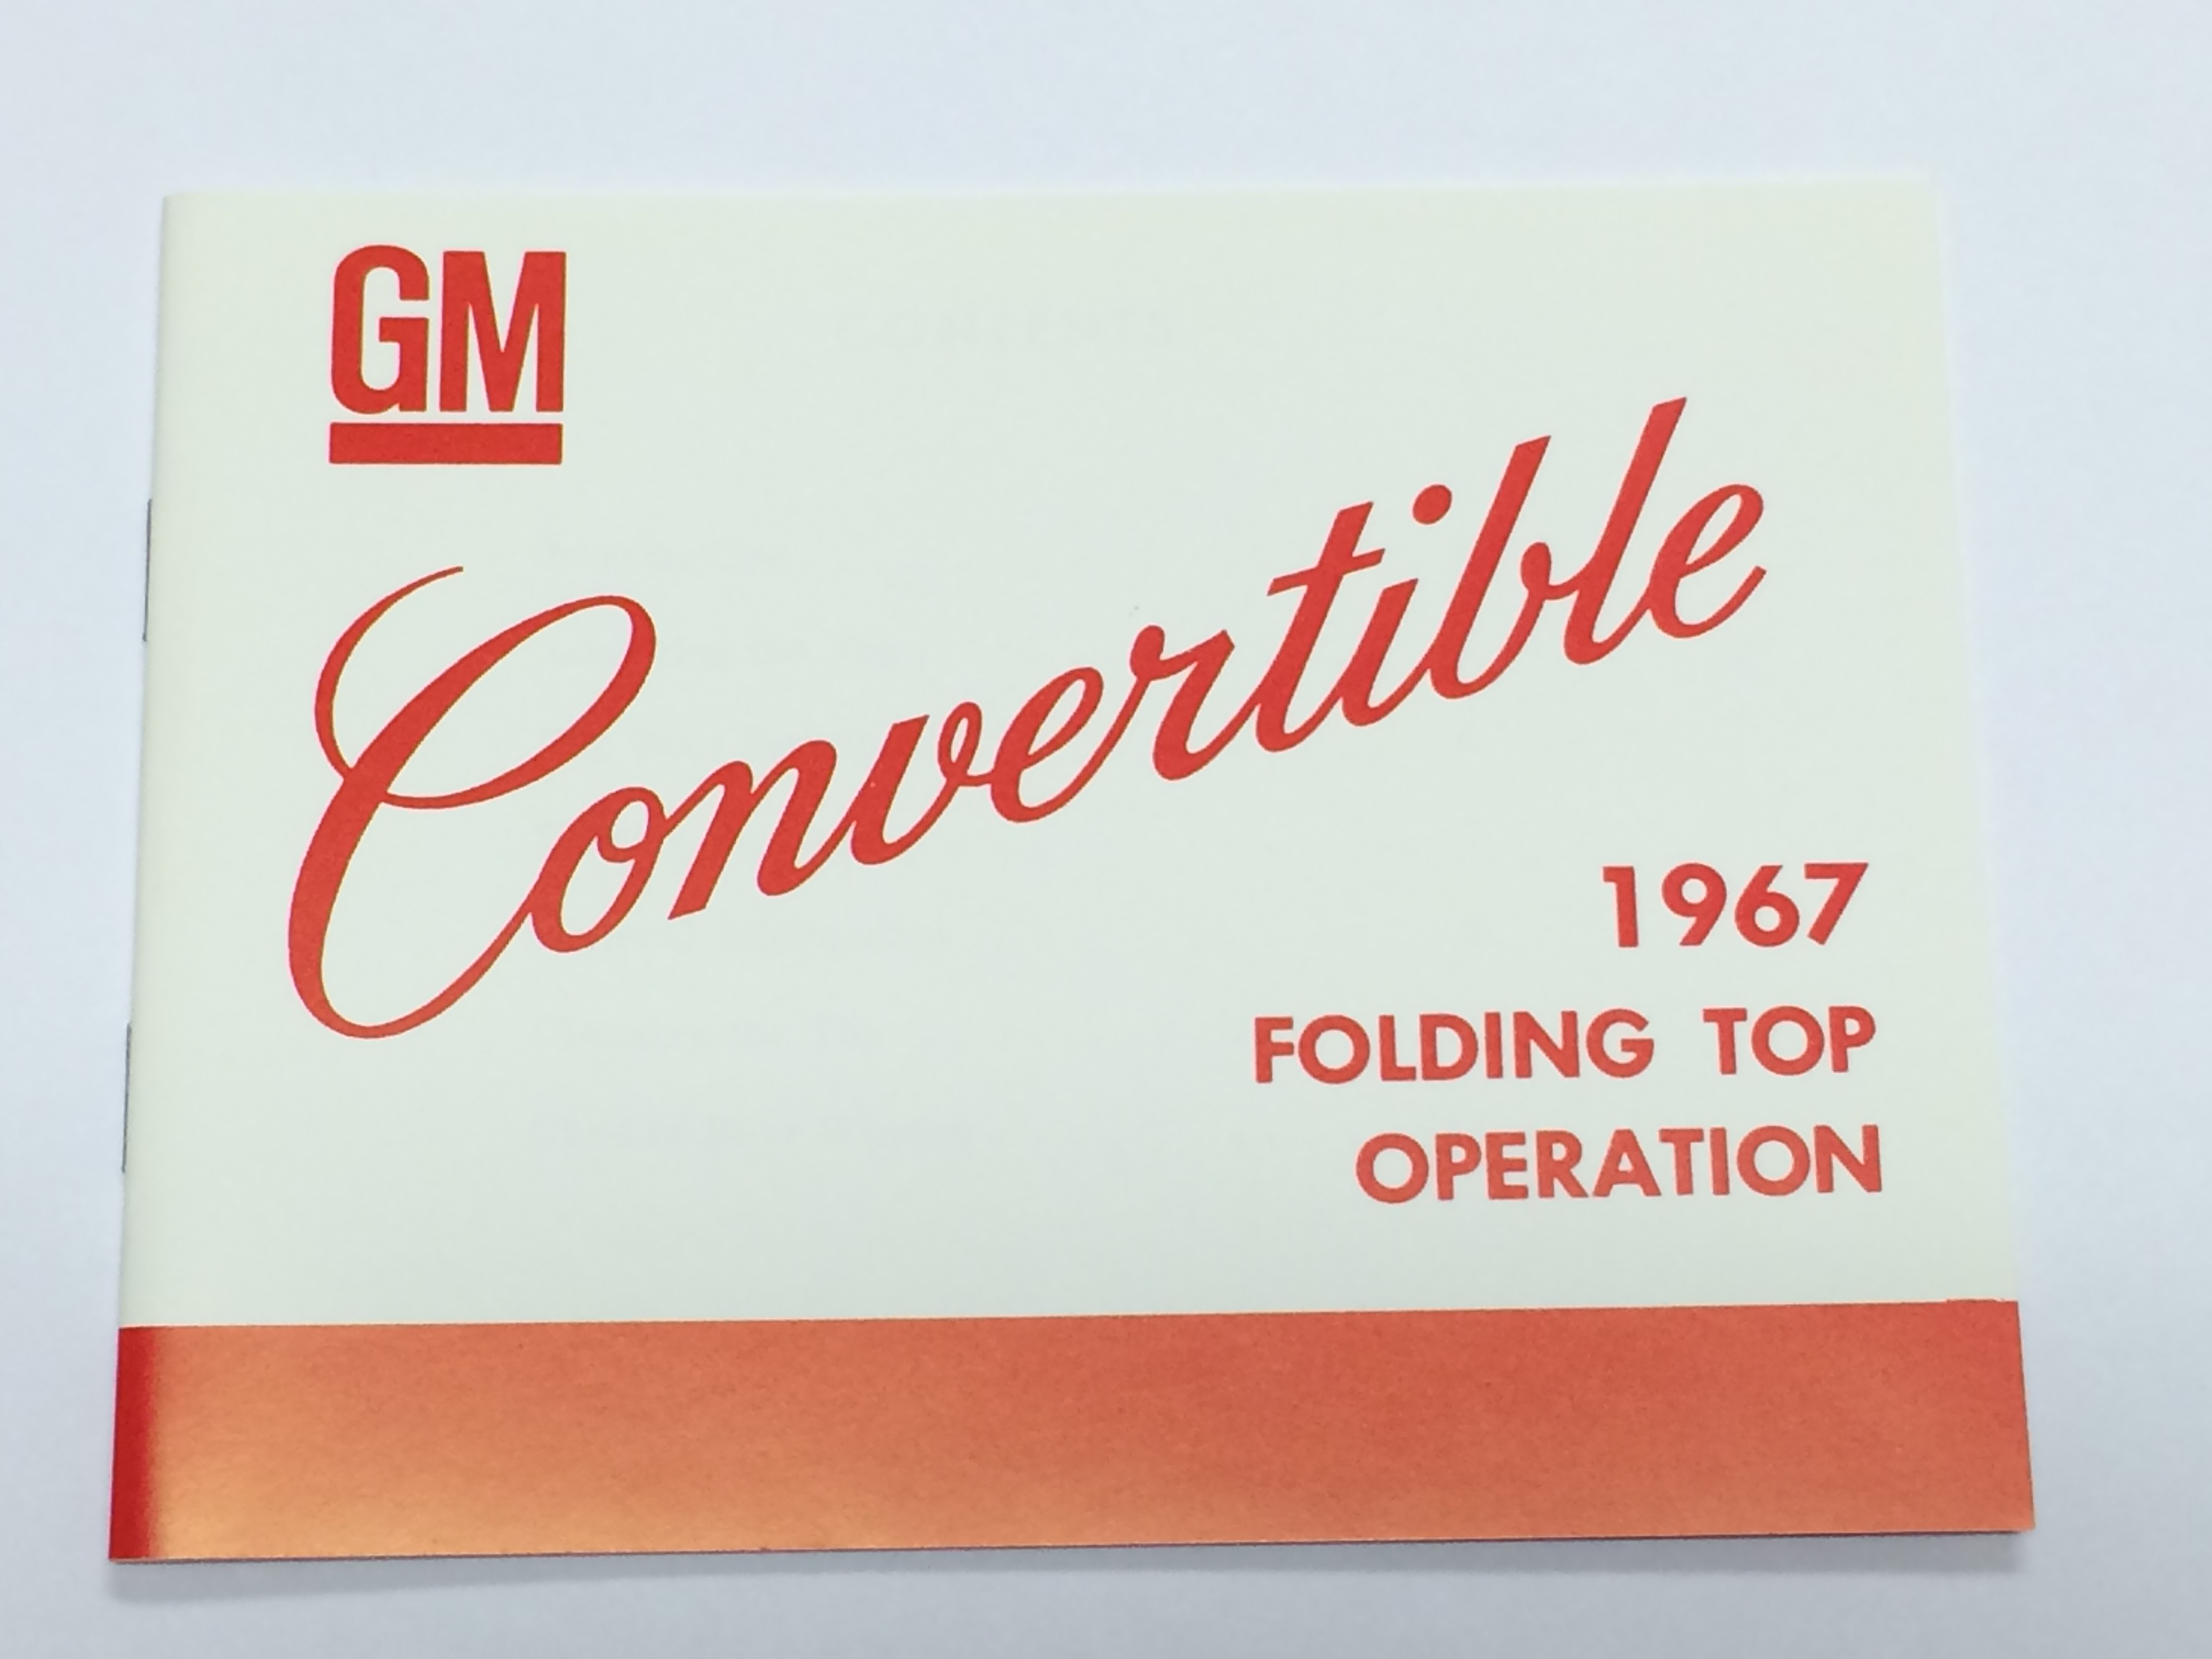 GM
Convertible
1967
FOLDING TOP
OPERATION